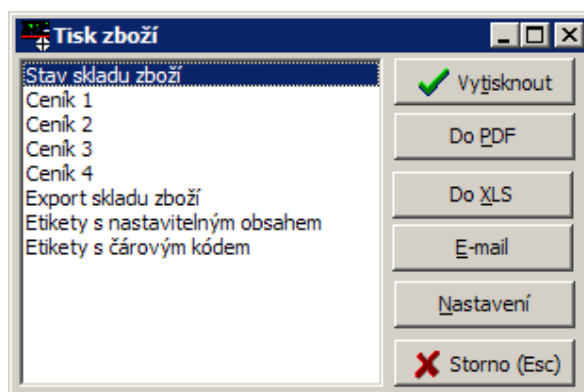 Tisk zboží
Stav skladu zboží
Ceník 1
Ceník 2
Ceník 3
Ceník 4
Export skladu zboží
Etikety s nastavitelným obsahem
Etikety s čárovým kódem
Vytisknout
Do PDF
Do XLS
E-mail
Nastavení
Storno (Esc)